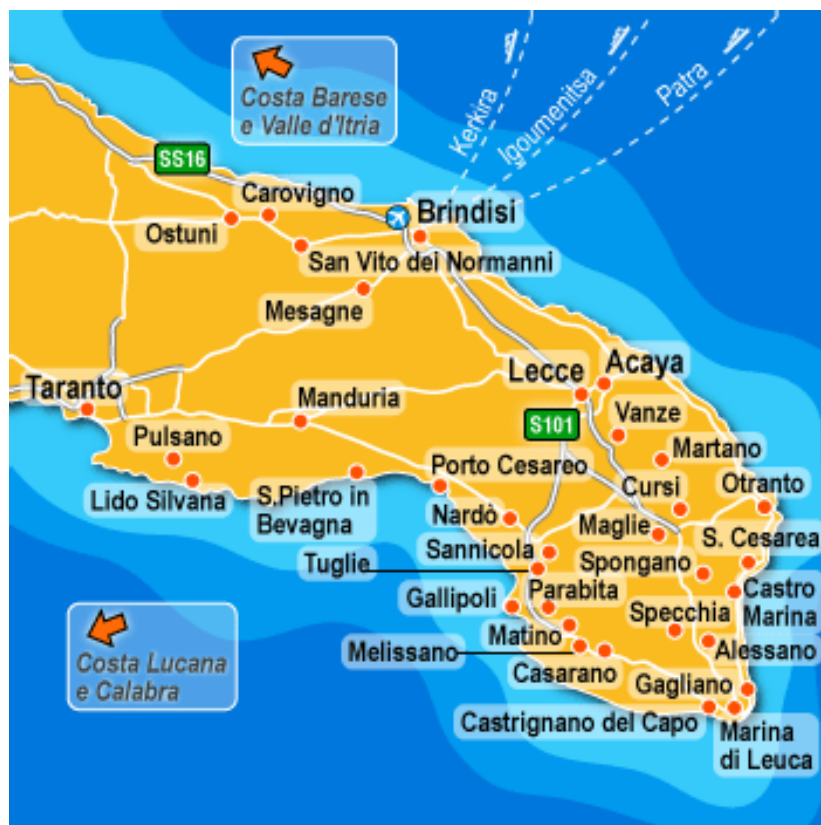 Costa Barese
e Valle d'Itria
Kerkira
Igoumenitsa
Patra
SS16
Carovigno
Brindisi
Ostuni
San Vito dei Normanni
Mesagne
Lecce
Acaya
Taranto
Manduria
S101
Vanze
Pulsano
Martano
Porto Cesareo
Lido Silvana
S.Pietro in
Bevagna
Cursi
Otranto
Nardò
Maglie
S. Cesarea
Sannicola
Tuglie
Spongano
Parabita
Castro
Marina
Gallipoli
Specchia
Matino
Alessano
Melissano
Costa Lucana
e Calabra
Casarano
Gagliano
Castrignano del Capo
Marina
di Leuca